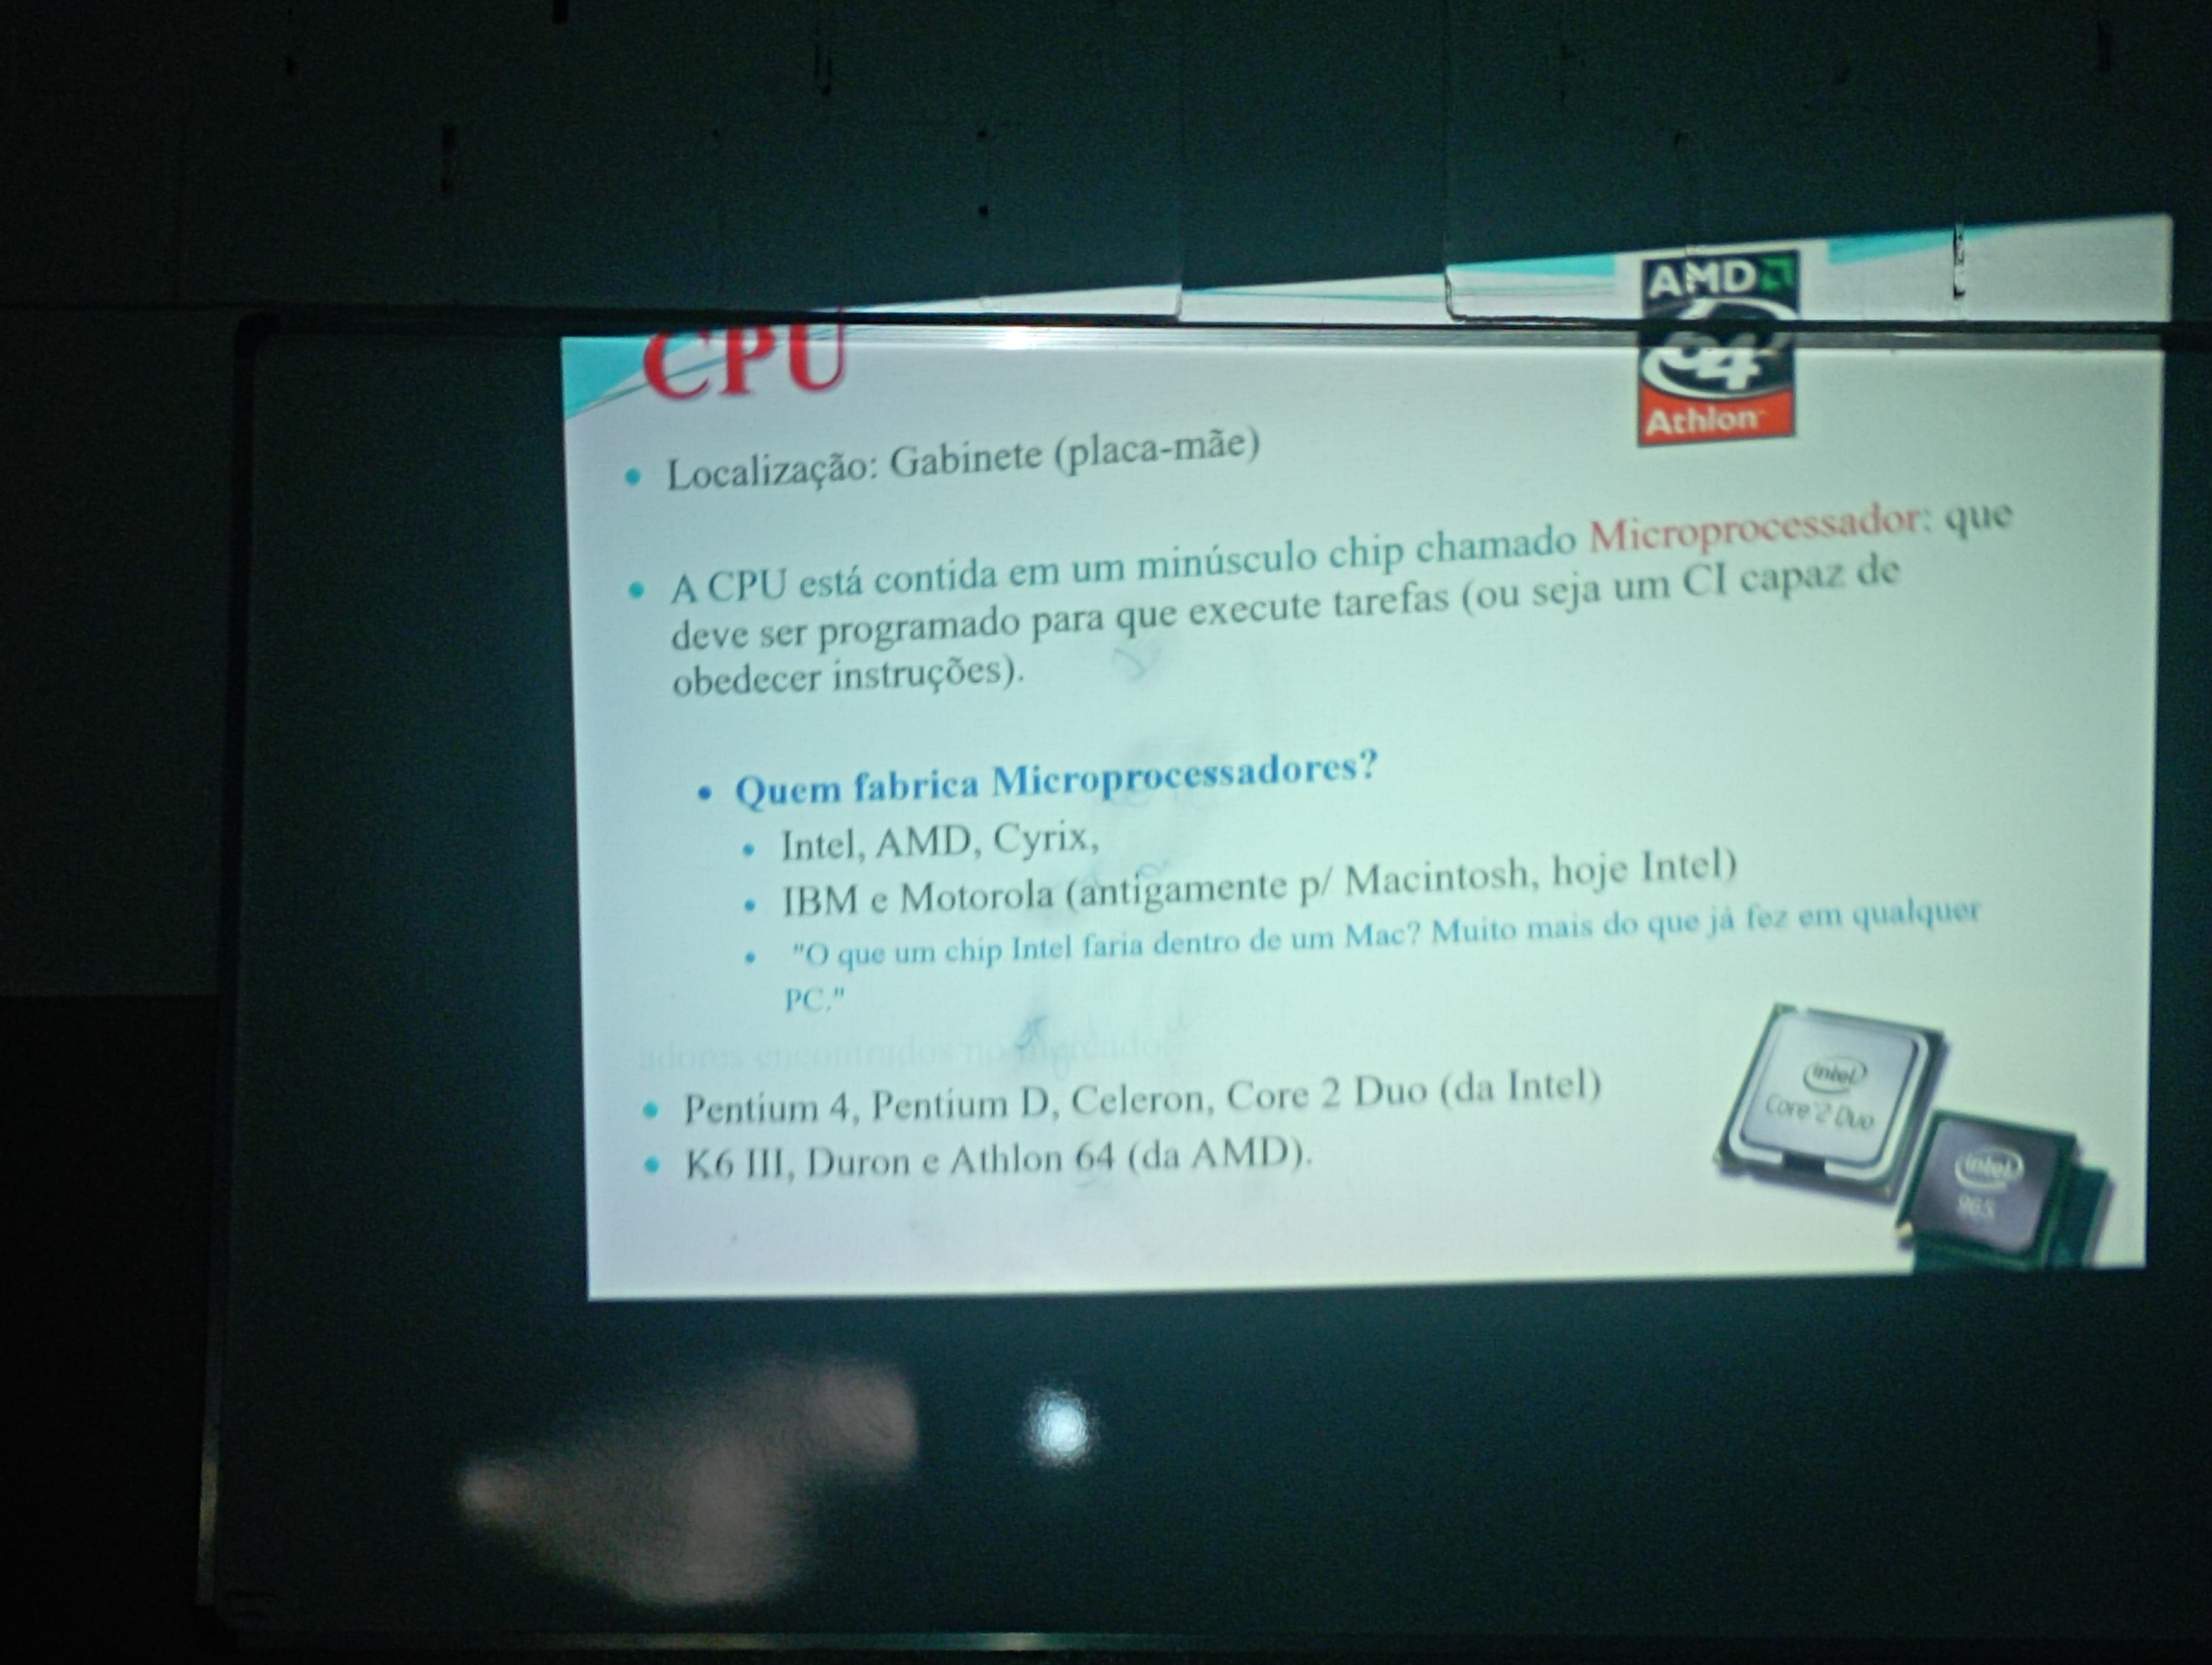 CPU
AMD
64
Athlon
Localização: Gabinete (placa-mãe)
A CPU está contida em um minúsculo chip chamado Microprocessador: que
deve ser programado para que execute tarefas (ou seja um CI capaz de
obedecer instruções).
Quem fabrica Microprocessadores?
Intel, AMD, Cyrix,
IBM e Motorola (antigamente p/ Macintosh, hoje Intel)
"O que um chip Intel faria dentro de um Mac? Muito mais do que já fez em qualquer
PC."
adores encontrados no mercado
Pentium 4, Pentium D, Celeron, Core 2 Duo (da Intel)
K6 III, Duron e Athlon 64 (da AMD).
intel
Core 2 Duo
intel
965